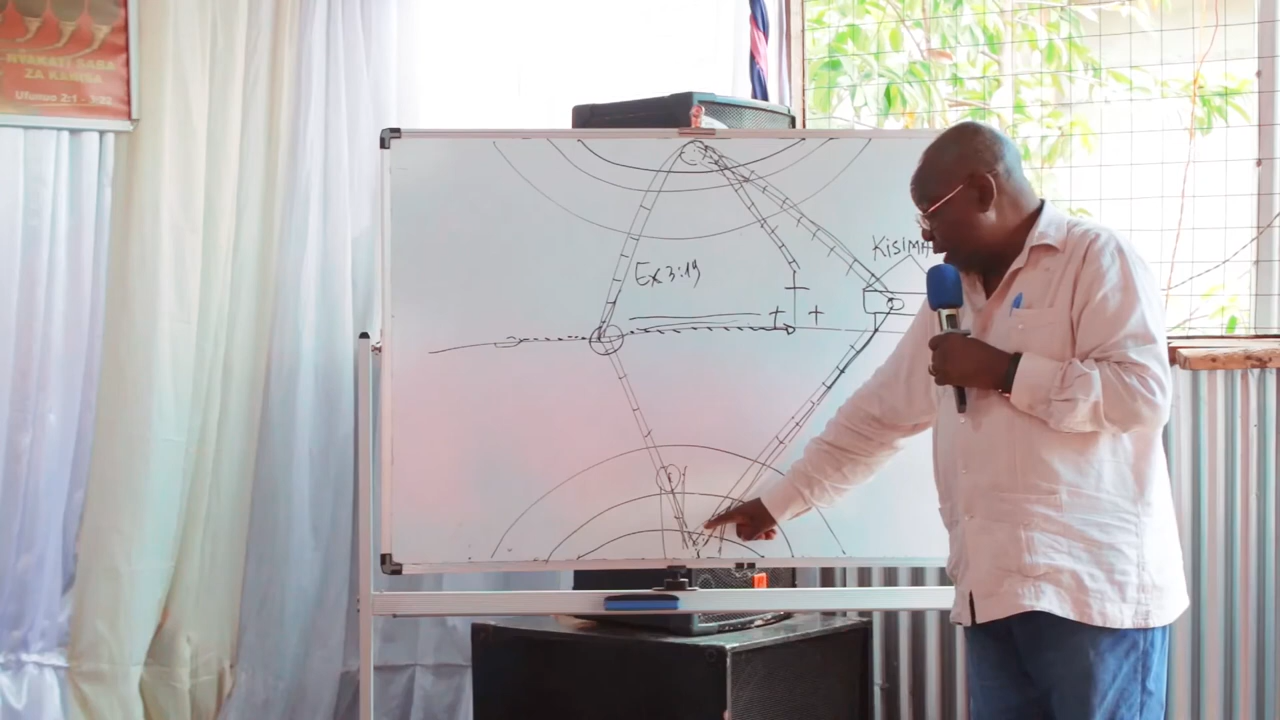 NYAKATI SABA
ZA KANISA
Ufunuo 2:1 - 3:22
KISIMA
Ex 3:19